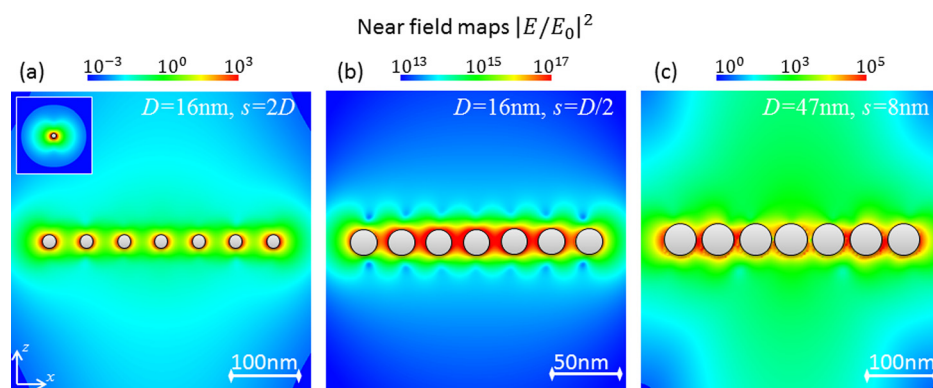 Near field maps |E/E₀|²
(a) 10⁻³ 10⁰ 10³
(b) 10¹³ 10¹⁵ 10¹⁷
(c) 10⁰ 10³ 10⁵
D=16nm, s=2D
D=16nm, s=D/2
D=47nm, s=8nm
z
x
100nm
50nm
100nm